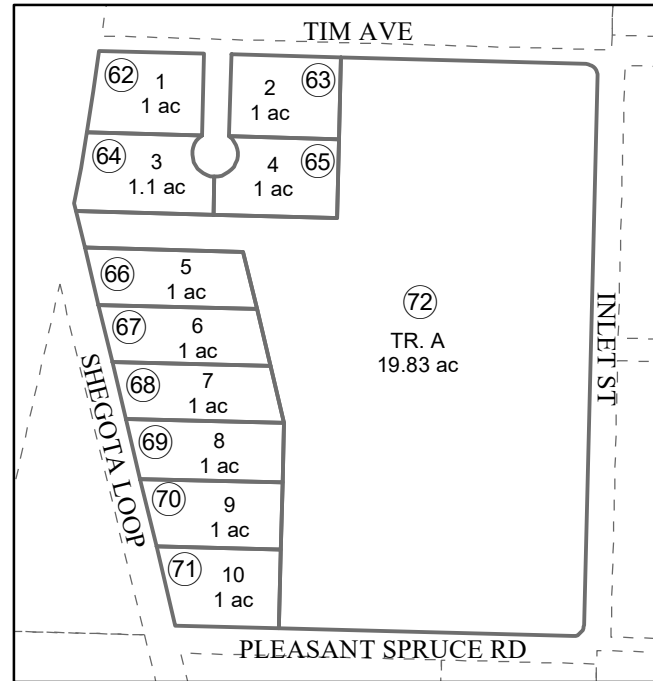 TIM AVE
62
1
1 ac
2
1 ac
63
64
3
1.1 ac
4
1 ac
65
66
5
1 ac
67
6
1 ac
68
7
1 ac
69
8
1 ac
70
9
1 ac
71
10
1 ac
72
TR. A
19.83 ac
INLET ST
SHEGOTA LOOP
PLEASANT SPRUCE RD